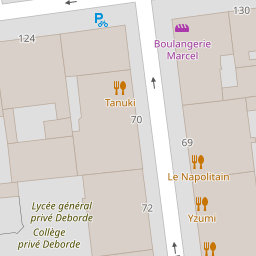 130
124
Boulangerie
Marcel
Tanuki
70
69
Le Napolitain
Lycée général
privé Deborde
72
Yzumi
Collège
privé Deborde